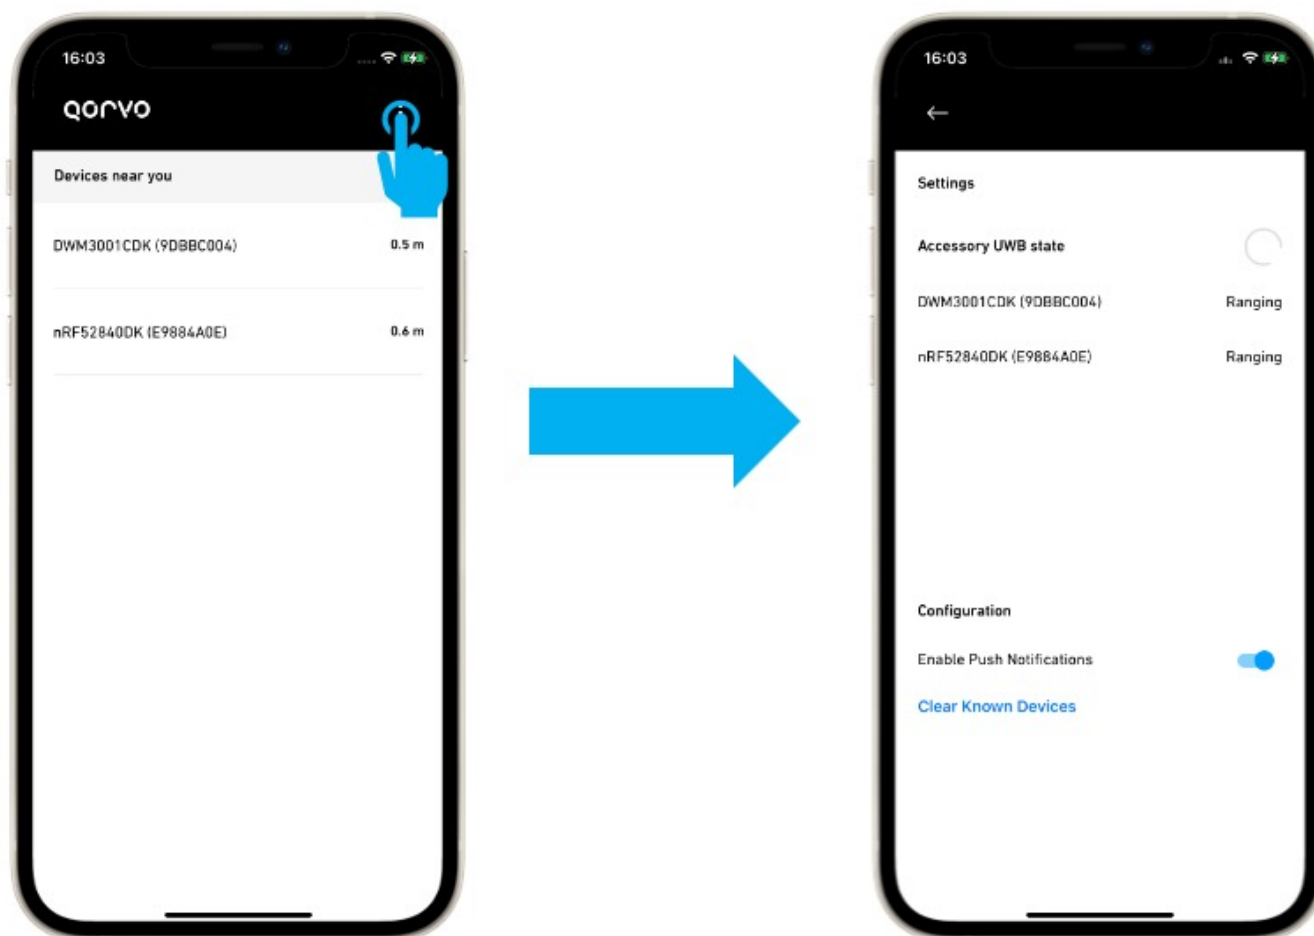 16:03
qorvo
Devices near you
DWM3001CDK (9DBBC004) 0.5 m
nRF52840DK (E9884A0E) 0.6 m
16:03
Settings
Accessory UWB state
DWM3001CDK (9DBBC004) Ranging
nRF52840DK (E9884A0E) Ranging
Configuration
Enable Push Notifications
Clear Known Devices